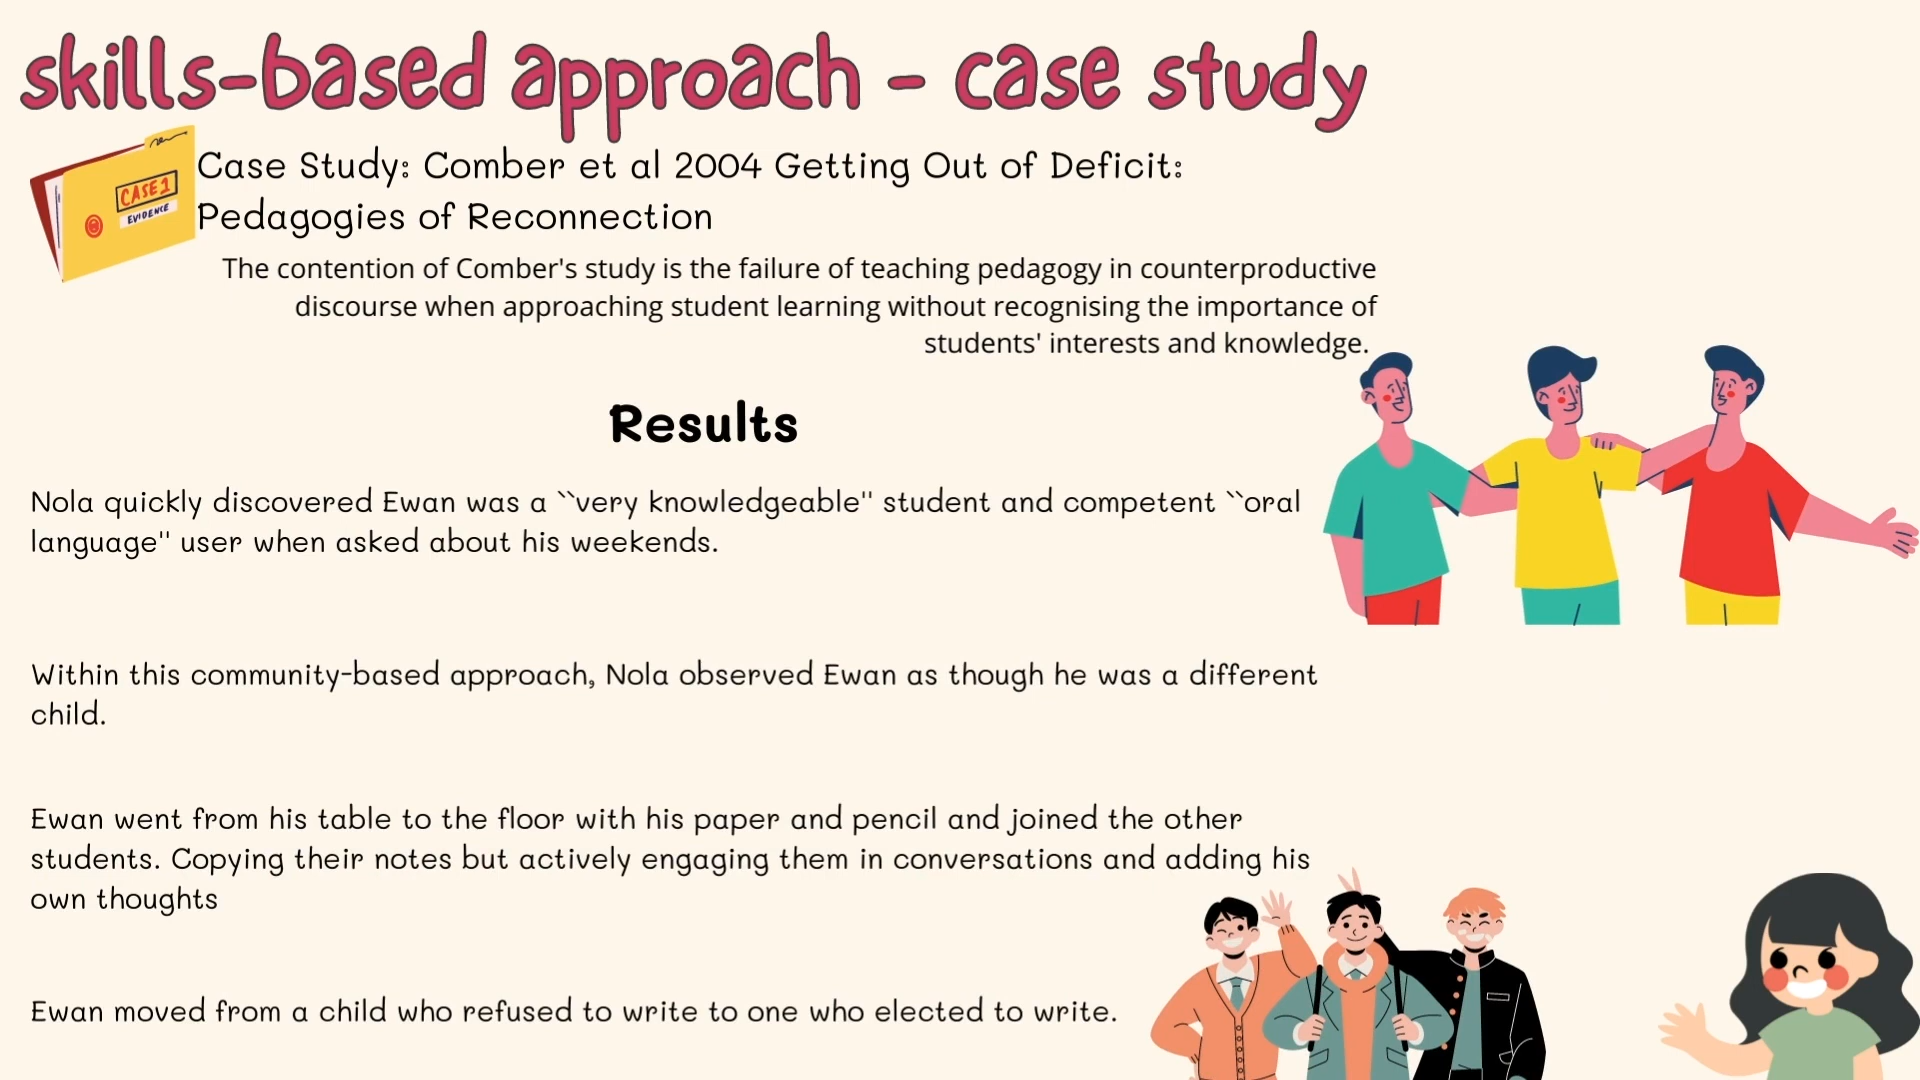 skills-based approach - case study
CASE 1
EVIDENCE
Case Study: Comber et al 2004 Getting Out of Deficit:
Pedagogies of Reconnection
The contention of Comber's study is the failure of teaching pedagogy in counterproductive
discourse when approaching student learning without recognising the importance of
students' interests and knowledge.
Results
Nola quickly discovered Ewan was a ``very knowledgeable'' student and competent ``oral
language'' user when asked about his weekends.
Within this community-based approach, Nola observed Ewan as though he was a different
child.
Ewan went from his table to the floor with his paper and pencil and joined the other
students. Copying their notes but actively engaging them in conversations and adding his
own thoughts
Ewan moved from a child who refused to write to one who elected to write.